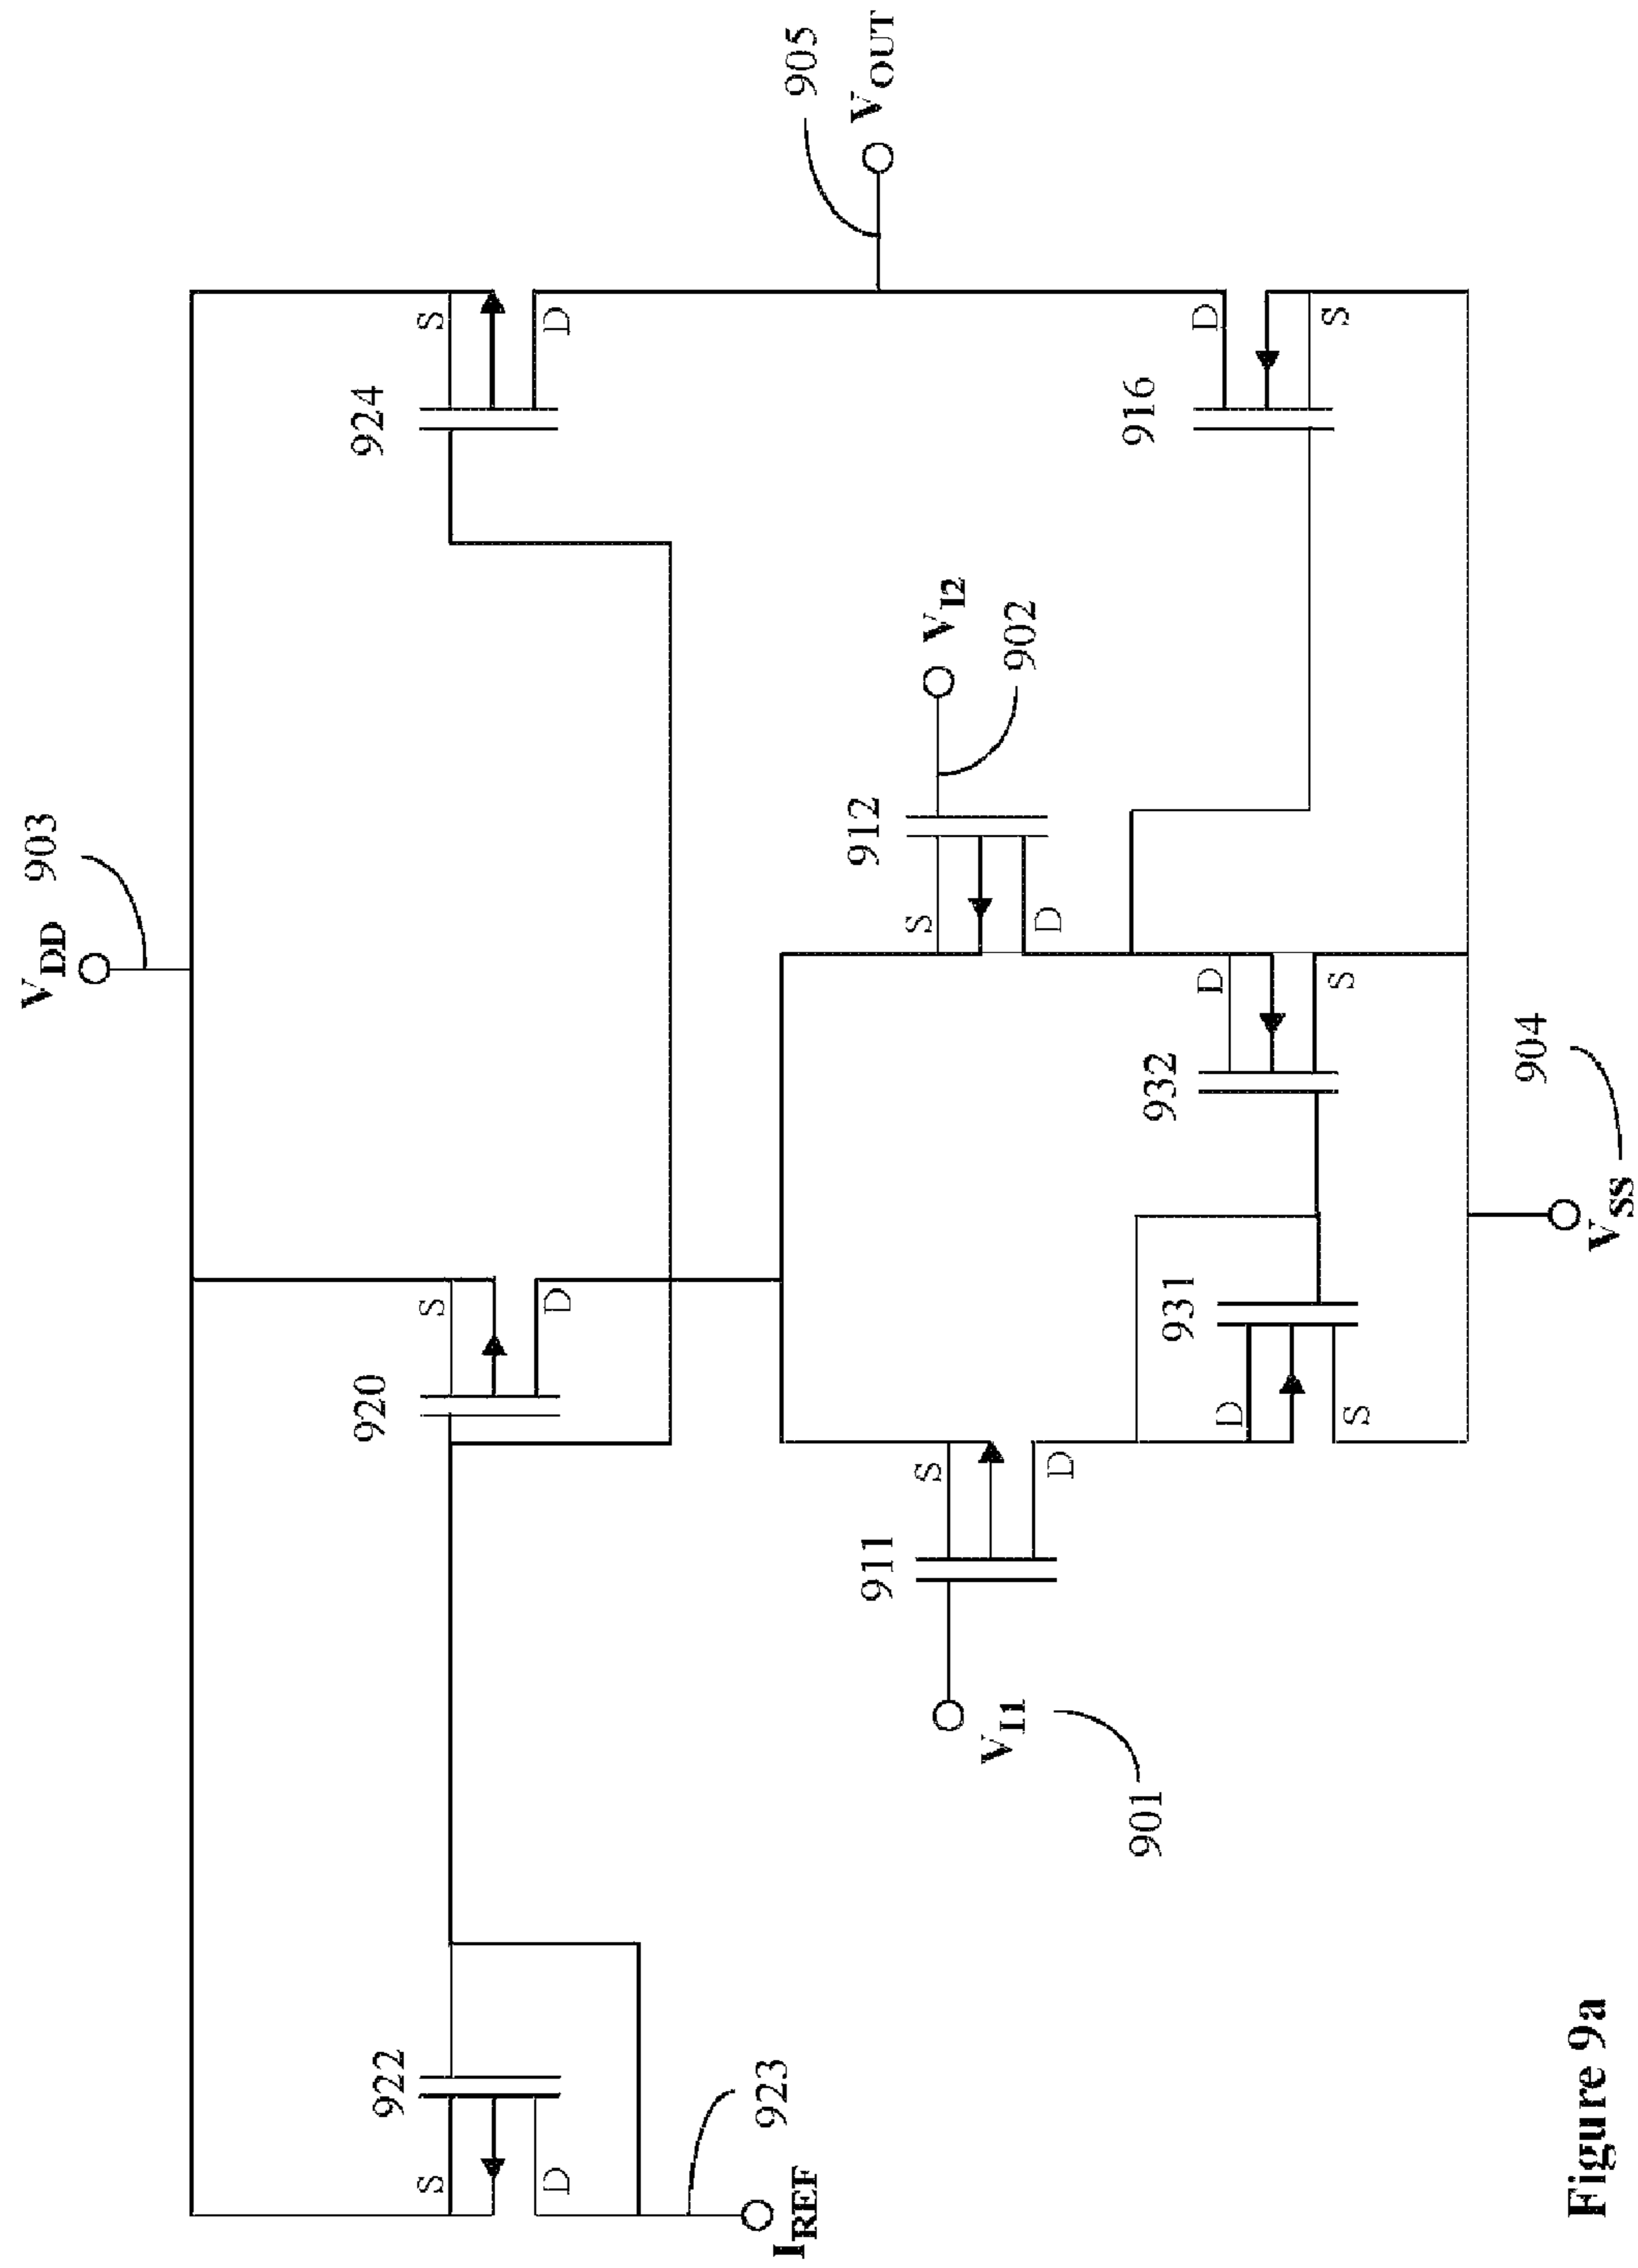 V_DD
903
924
S
D
905
V_OUT
920
S
D
922
S
D
923
I_REF
912
S
D
V_I2
902
911
S
D
V_I1
901
916
D
S
932
D
S
931
D
S
904
V_SS
Figure 9a